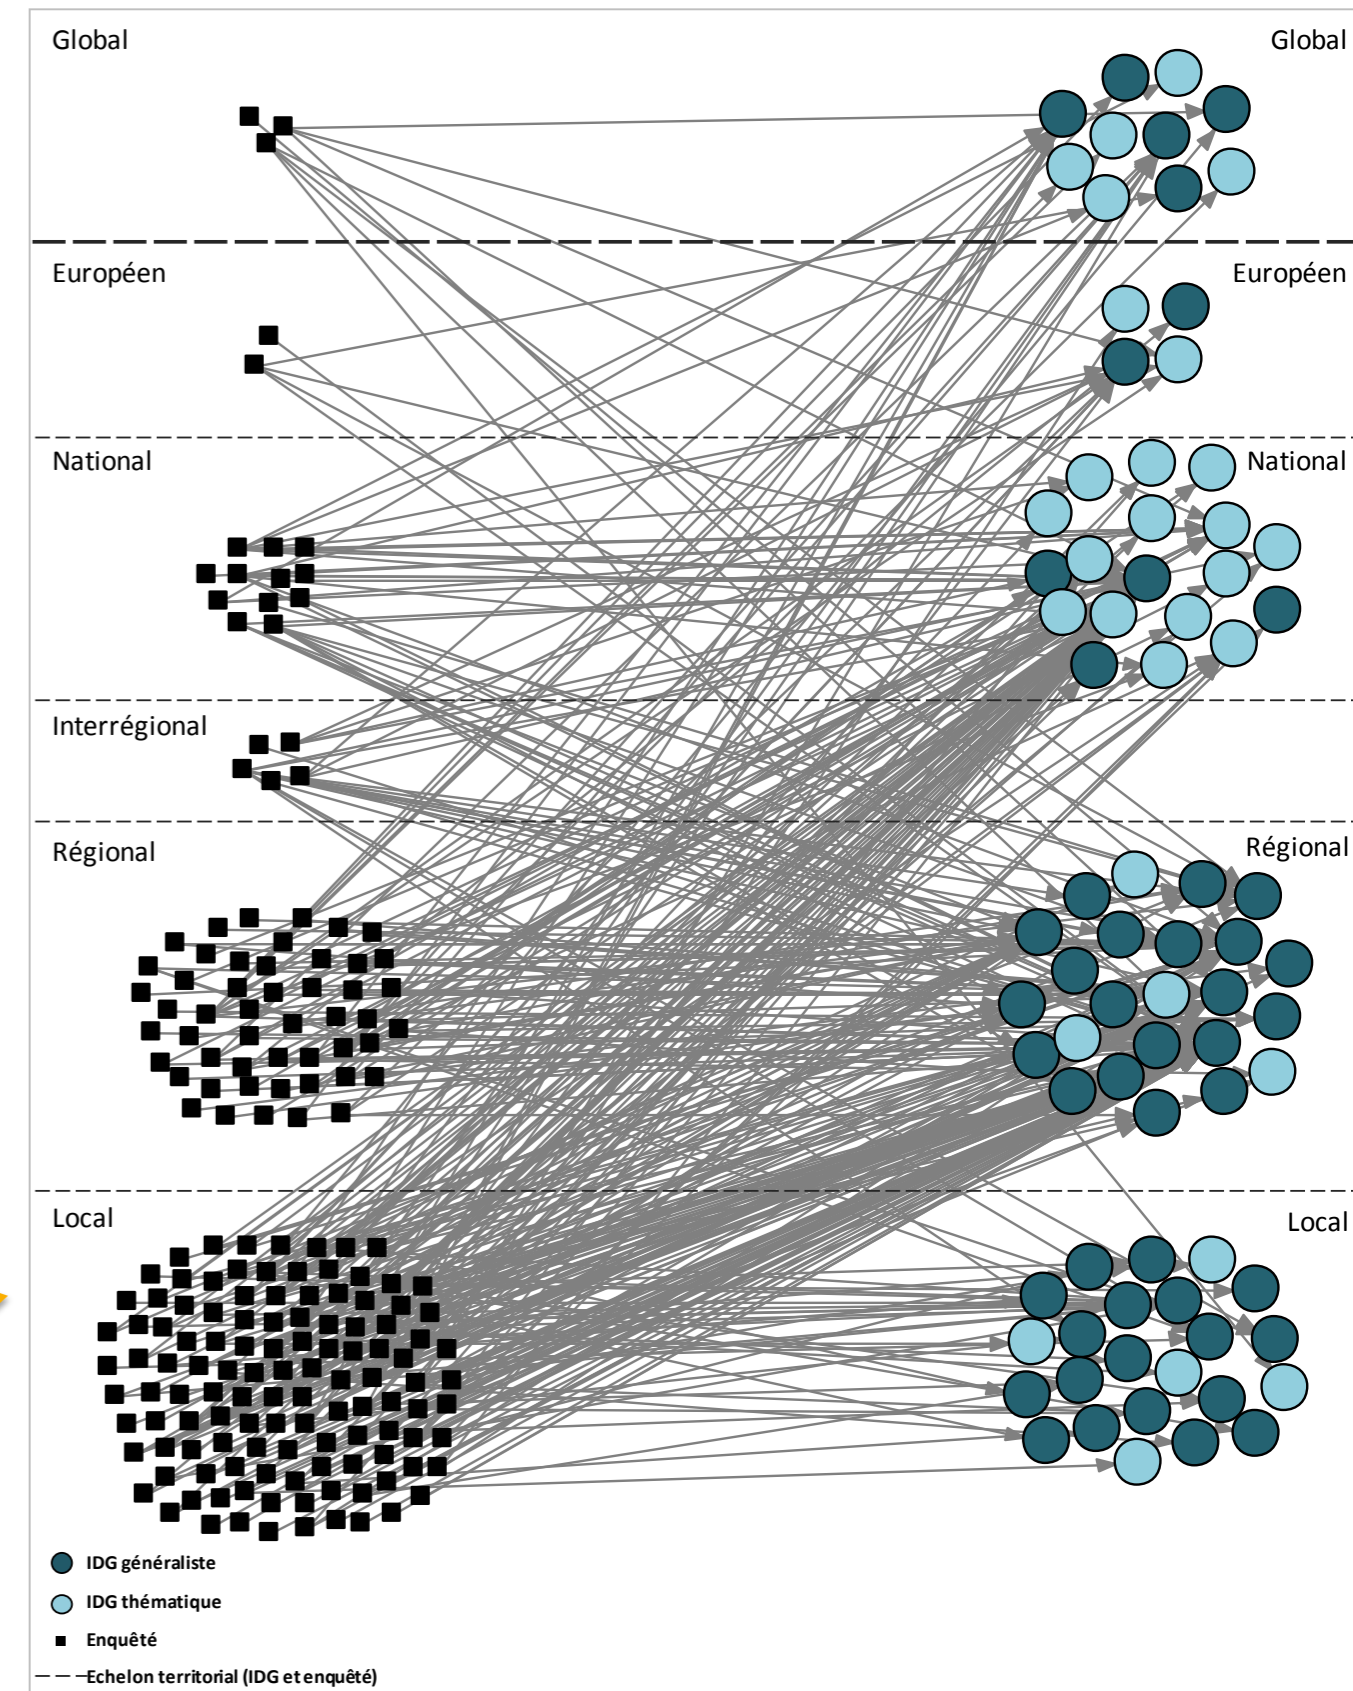 Global Global
Européen Européen
National National
Interrégional
Régional Régional
Local Local
IDG généraliste
IDG thématique
Enquêté
Echelon territorial (IDG et enquêté)